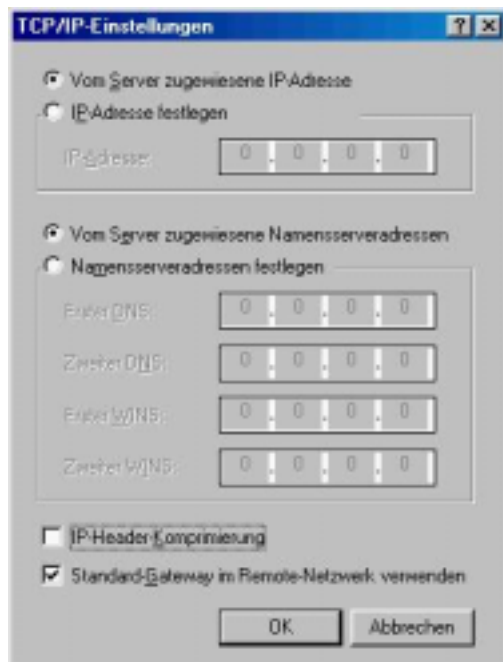 TCP/IP-Einstellungen
Vom Server zugewiesene IP-Adresse
IP-Adresse festlegen
IP-Adresse: 0 . 0 . 0 . 0
Vom Server zugewiesene Namensserveradressen
Namensserveradressen festlegen
Erster DNS: 0 . 0 . 0 . 0
Zweiter DNS: 0 . 0 . 0 . 0
Erster WINS: 0 . 0 . 0 . 0
Zweiter WINS: 0 . 0 . 0 . 0
IP-Header-Komprimierung
Standard-Gateway im Remote-Netzwerk verwenden
OK Abbrechen